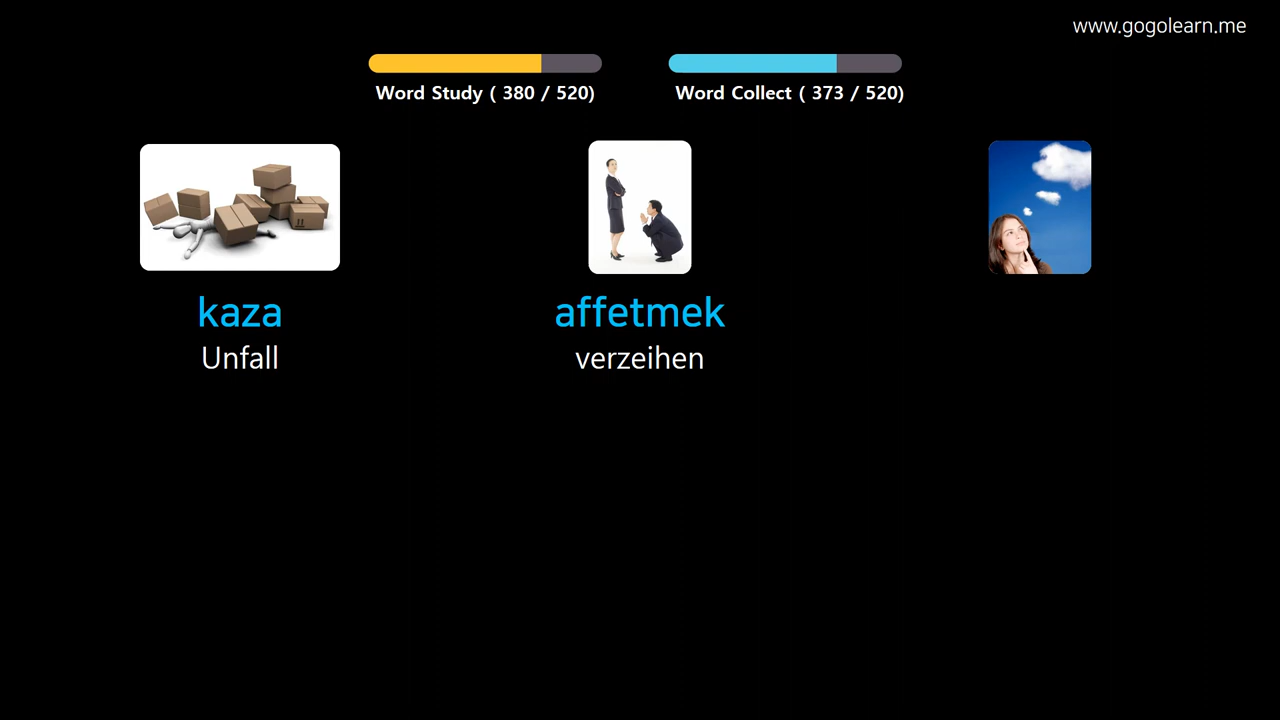 www.gogolearn.me
Word Study ( 380 / 520)
Word Collect ( 373 / 520)
kaza
Unfall
affetmek
verzeihen